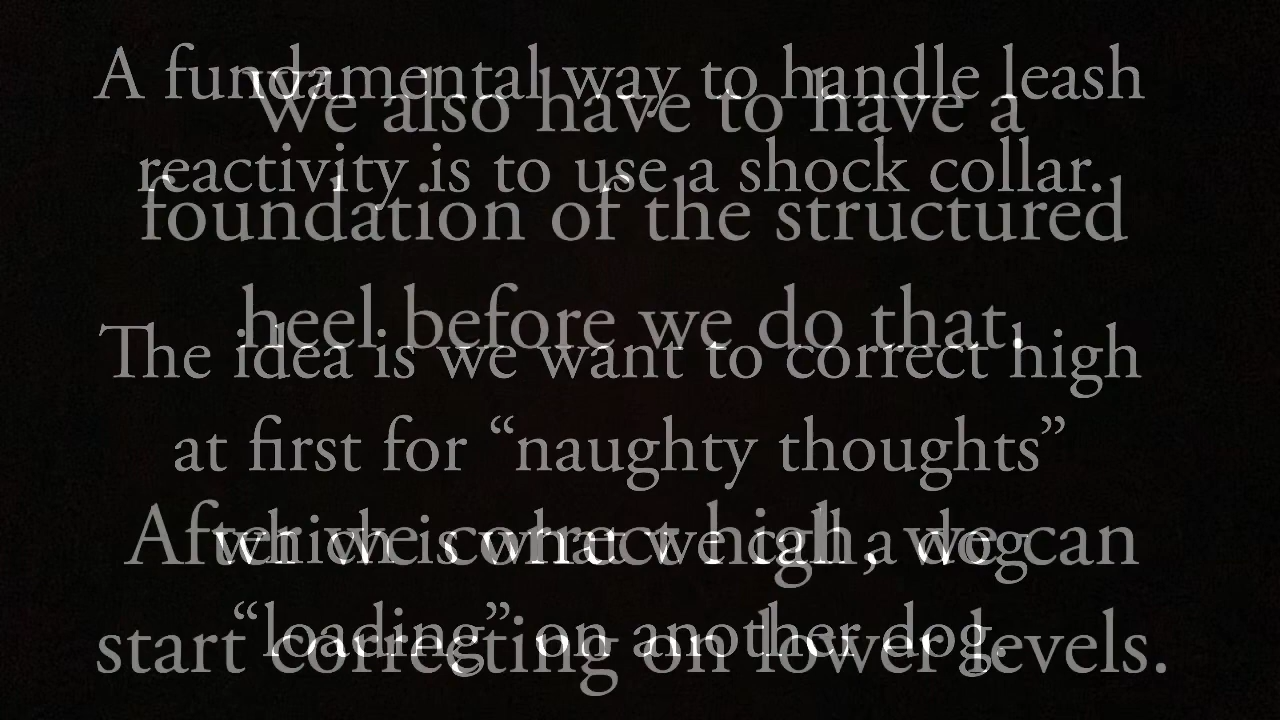 A fundamental way to handle leash
reactivity is to use a shock collar.
The idea is we want to correct high
at first for “naughty thoughts”
which is what we call a dog
“loading” on another dog.
We also have to have a
foundation of the structured
heel before we do that.
After we correct high, we can
start correcting on lower levels.